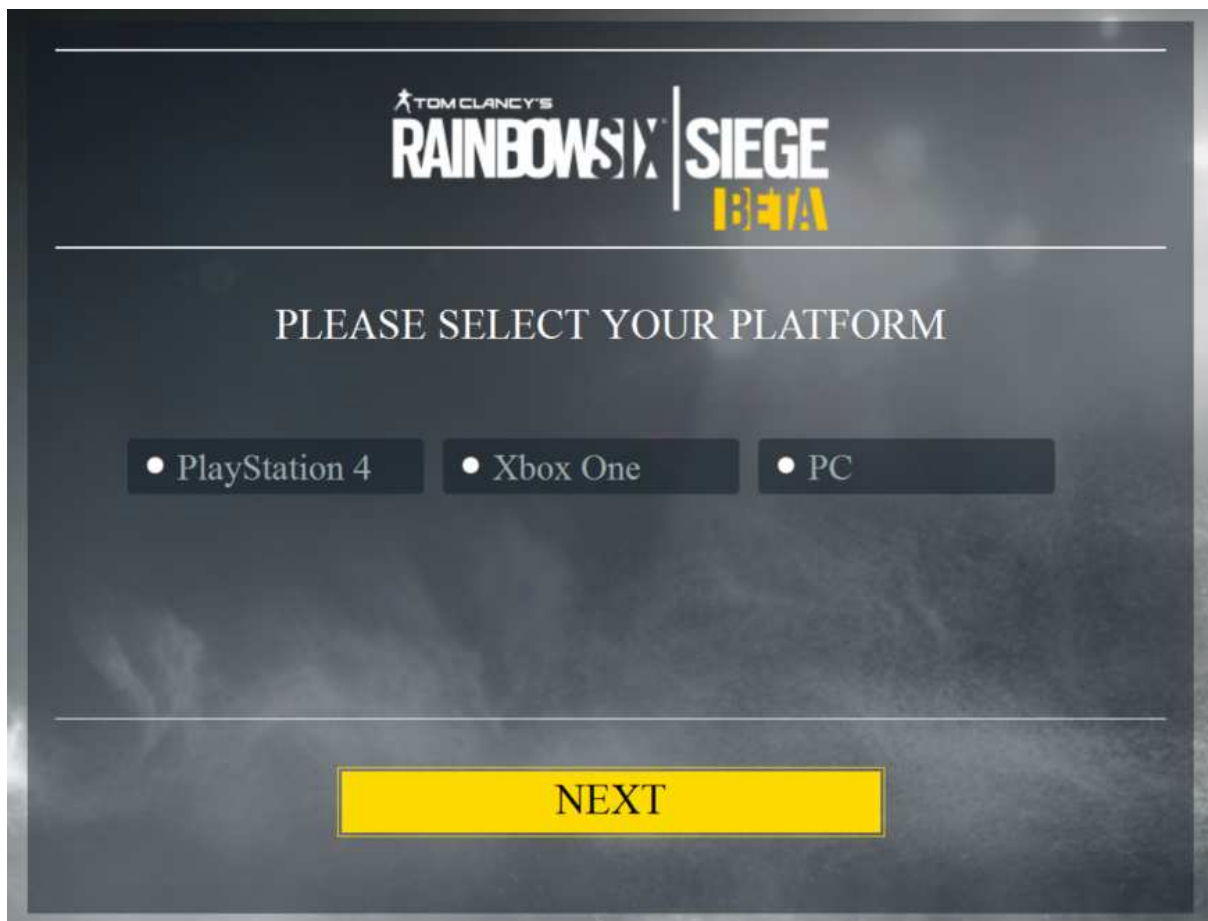 TOM CLANCY'S
RAINBOWSIX SIEGE
BETA
PLEASE SELECT YOUR PLATFORM
PlayStation 4 Xbox One PC
NEXT